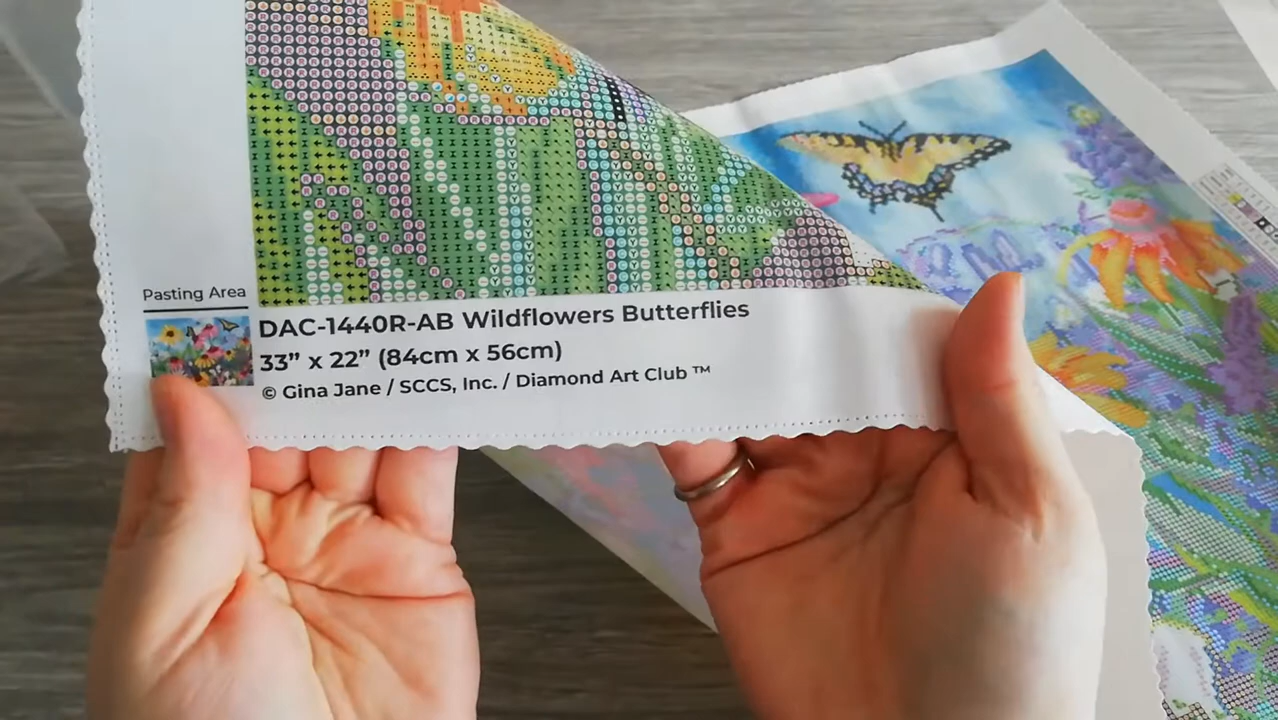 Pasting Area
DAC-1440R-AB Wildflowers Butterflies
33” x 22” (84cm x 56cm)
© Gina Jane / SCCS, Inc. / Diamond Art Club ™